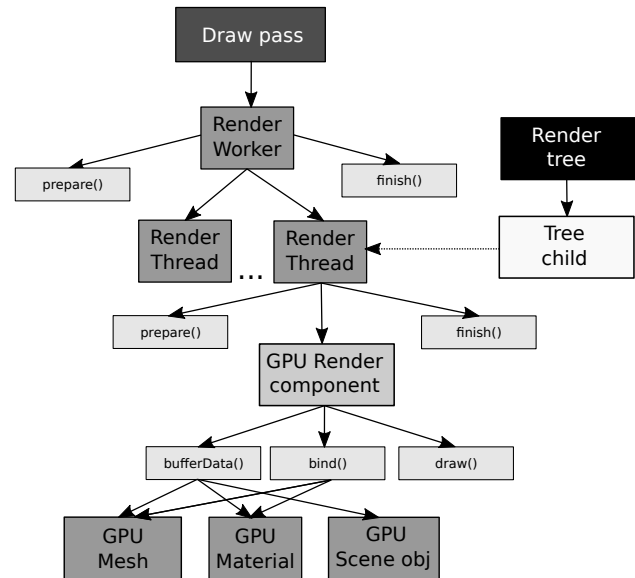 Draw pass
Render
Worker
Render
tree
prepare()
finish()
Render
Thread
...
Render
Thread
Tree
child
prepare()
finish()
GPU Render
component
bufferData()
bind()
draw()
GPU
Mesh
GPU
Material
GPU
Scene obj